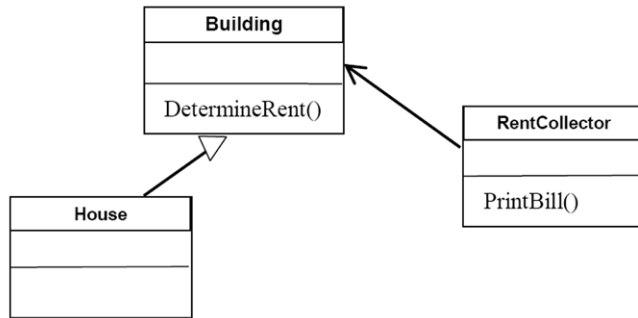 Building
DetermineRent()
RentCollector
PrintBill()
House